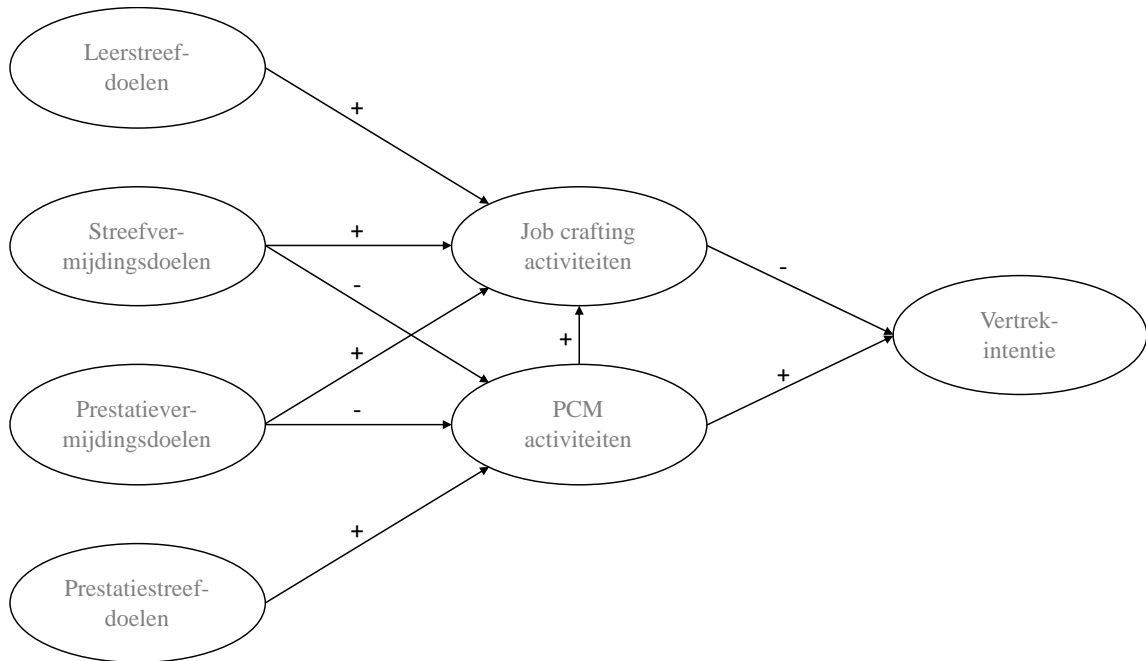 Leerstreef-
doelen
+
Streefver-
mijdingsdoelen
+
Job crafting
activiteiten
-
-
Vertrek-
intentie
+
+
+
Prestatiever-
mijdingsdoelen
-
PCM
activiteiten
+
Prestatiestreef-
doelen